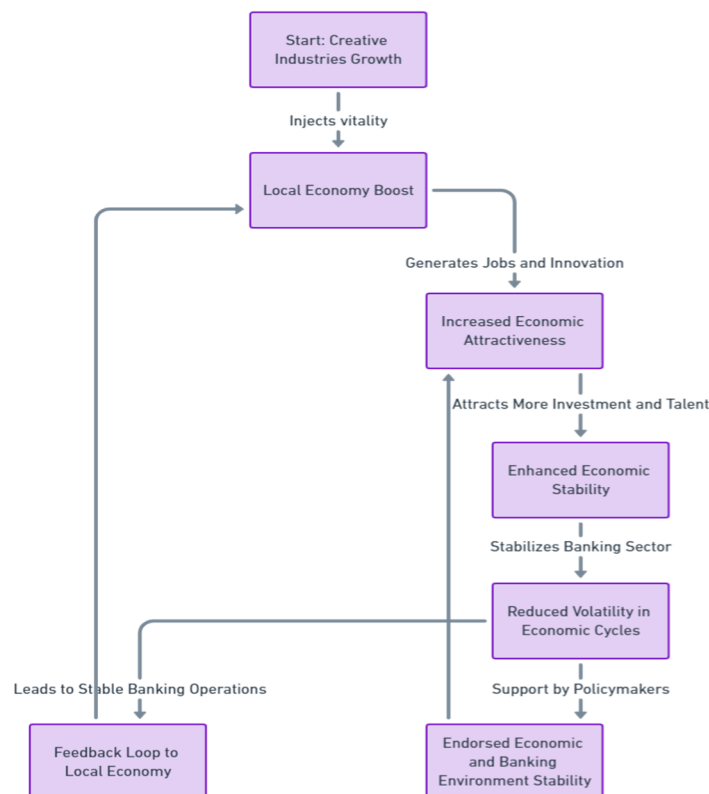 Start: Creative
Industries Growth
Injects vitality
Local Economy Boost
Generates Jobs and Innovation
Increased Economic
Attractiveness
Attracts More Investment and Talent
Enhanced Economic
Stability
Stabilizes Banking Sector
Reduced Volatility in
Economic Cycles
Leads to Stable Banking Operations
Support by Policymakers
Feedback Loop to
Local Economy
Endorsed Economic
and Banking
Environment Stability